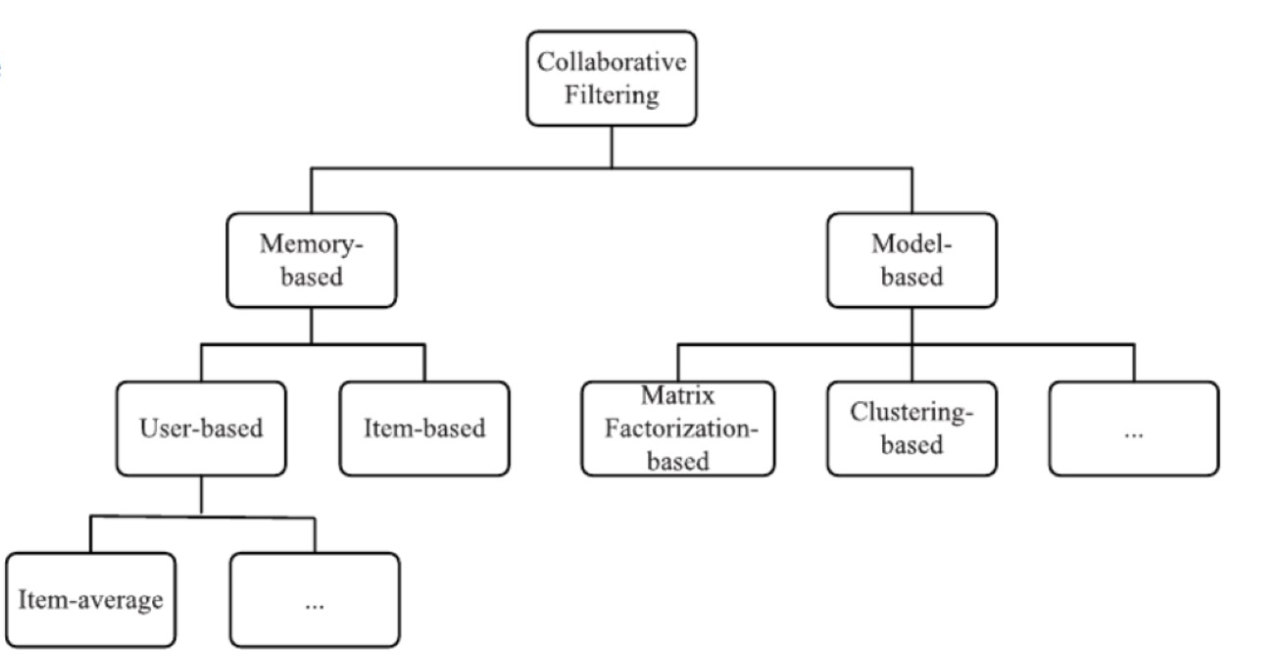 Collaborative
Filtering
Memory-
based
Model-
based
User-based
Item-based
Matrix
Factorization-
based
Clustering-
based
...
Item-average
...